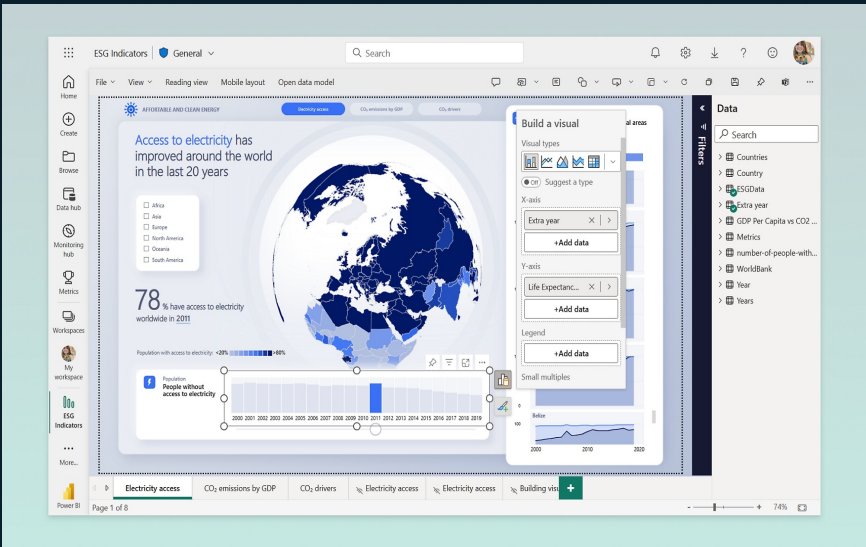 ESG Indicators
General
Search
?
Home
Create
Browse
Data hub
Monitoring
hub
Metrics
Workspaces
My
workspace
ESG
Indicators
More...
Power BI
File
View
Reading view
Mobile layout
Open data model
AFFORTABLE AND CLEAN ENERGY
Electricity access
CO₂ emissions by GDP
CO₂ drivers
Access to electricity has
improved around the world
in the last 20 years
Africa
Asia
Europe
North America
Oceania
South America
78 % have access to electricity
worldwide in 2011
Population with access to electricity: <20% >80%
Population
People without
access to electricity
2000 2001 2002 2003 2004 2005 2006 2007 2008 2009 2010 2011 2012 2013 2014 2015 2016 2017 2018 2019
al areas
Build a visual
Visual types
Off
Suggest a type
X-axis
Extra year
+Add data
Y-axis
Life Expectanc...
+Add data
Legend
+Add data
Small multiples
0
Belize
100
2000 2010 2020
Filters
Data
Search
Countries
Country
ESGData
Extra year
GDP Per Capita vs CO2 ...
Metrics
number-of-people-with...
WorldBank
Year
Years
Electricity access
CO₂ emissions by GDP
CO₂ drivers
Electricity access
Electricity access
Building visu
+
Page 1 of 8
- + 74%